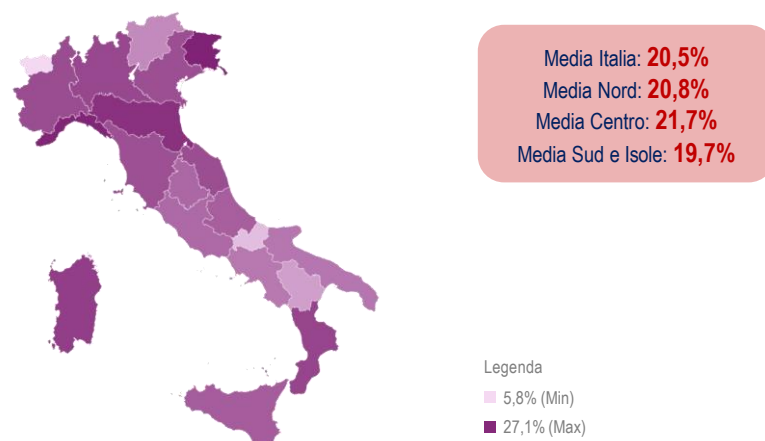 Media Italia: 20,5%
Media Nord: 20,8%
Media Centro: 21,7%
Media Sud e Isole: 19,7%
Legenda
5,8% (Min)
27,1% (Max)